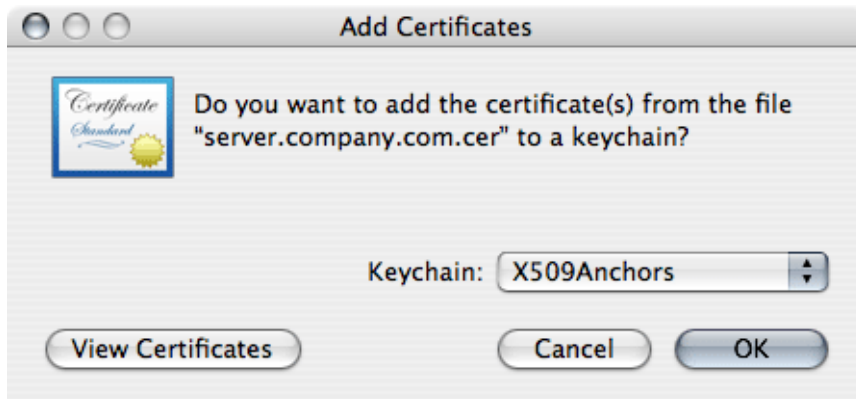 Add Certificates
Certificate
Standard
Do you want to add the certificate(s) from the file
"server.company.com.cer" to a keychain?
Keychain: X509Anchors
View Certificates Cancel OK